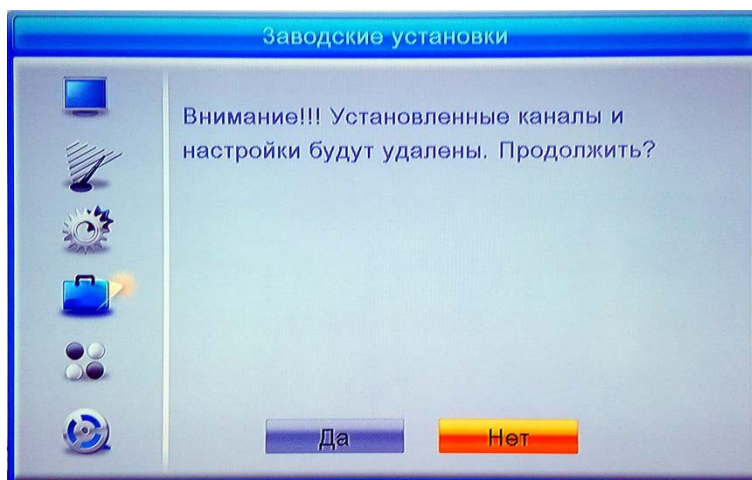 Заводские установки
Внимание!!! Установленные каналы и
настройки будут удалены. Продолжить?
Да
Нет